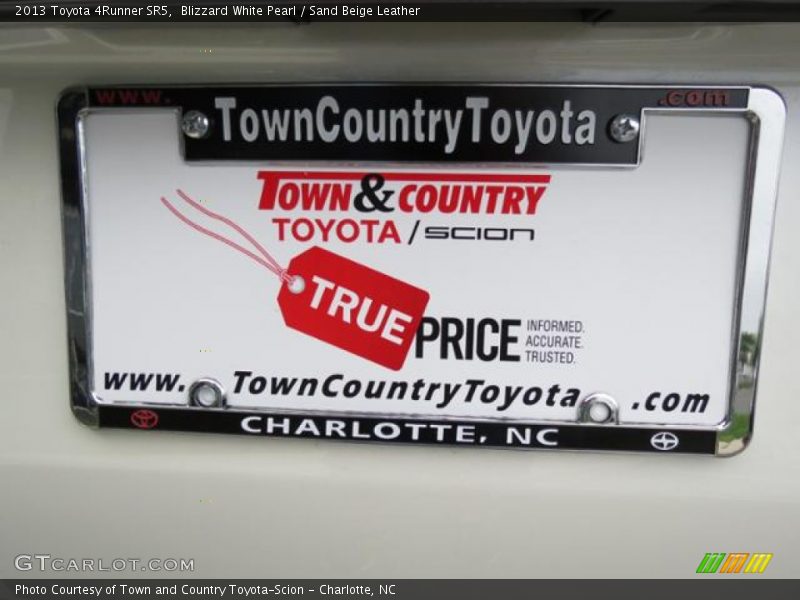 2013 Toyota 4Runner SR5,  Blizzard White Pearl / Sand Beige Leather
www. .com
TownCountryToyota
TOWN & COUNTRY
TOYOTA / SCION
TRUE PRICE
INFORMED.
ACCURATE.
TRUSTED.
www. TownCountryToyota .com
CHARLOTTE, NC
GTCARLOT.COM
Photo Courtesy of Town and Country Toyota-Scion - Charlotte, NC